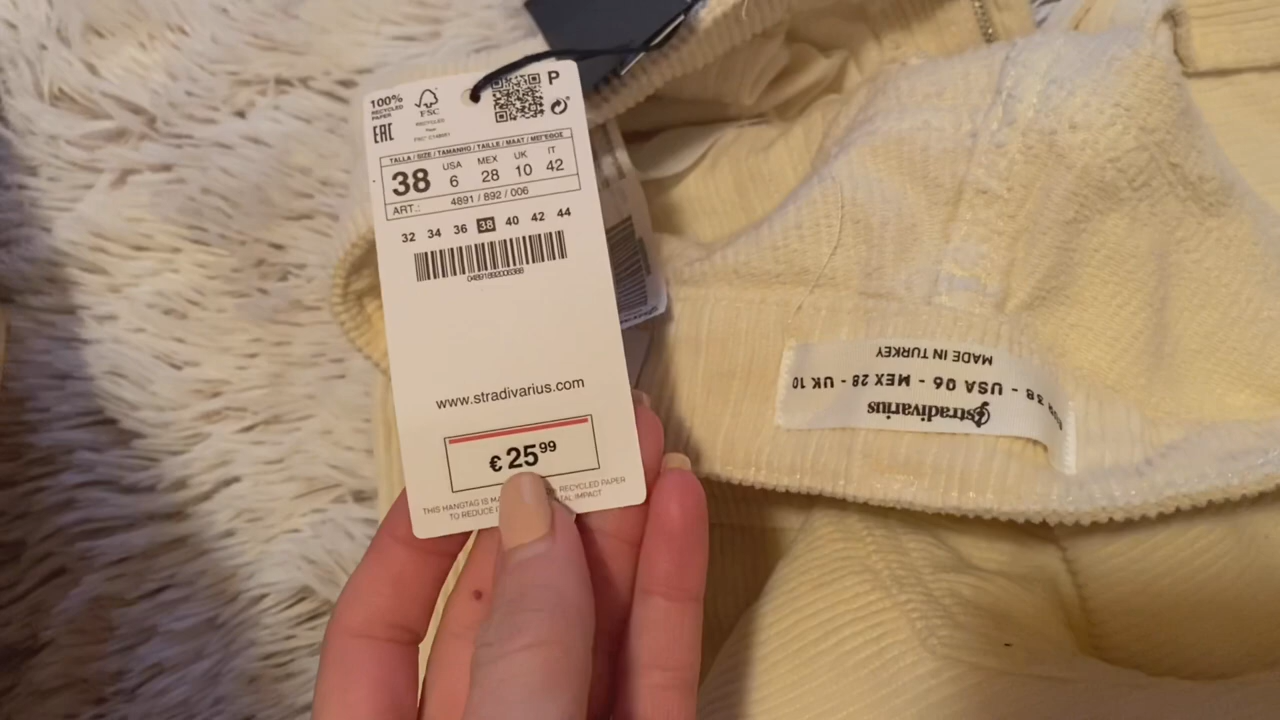 100%
RECYCLED
PAPER
FSC
RECYCLED
Paper
P
EAC
TALLA / SIZE / TAMANHO / TAILLE / MAAT / ΜΕΓΕΘΟΣ
38
USA MEX UK IT
6 28 10 42
ART.: 4891 / 892 / 006
32 34 36 38 40 42 44
www.stradivarius.com
€ 25 99
THIS HANGTAG IS RECYCLED PAPER
TO REDUCE IMPACT
Stradivarius
38 - USA 06 - MEX 28 - UK 10
MADE IN TURKEY